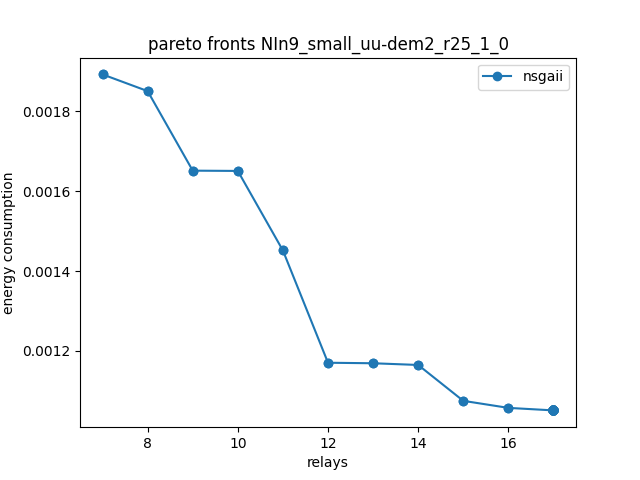 pareto fronts NIn9_small_uu-dem2_r25_1_0
nsgaii
0.0018
0.0016
0.0014
0.0012
energy consumption
8 10 12 14 16
relays